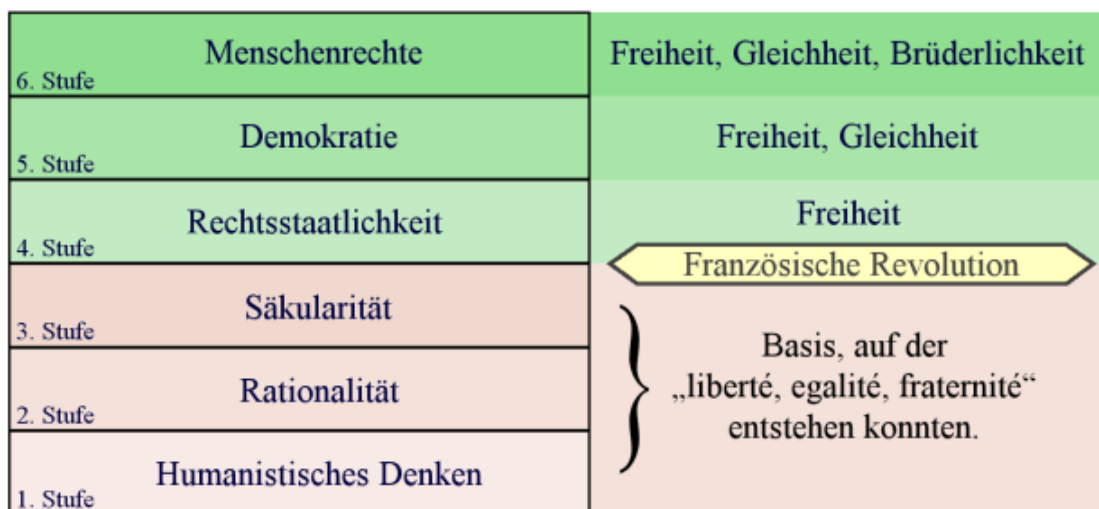 Menschenrechte
6. Stufe
Freiheit, Gleichheit, Brüderlichkeit
Demokratie
5. Stufe
Freiheit, Gleichheit
Rechtsstaatlichkeit
4. Stufe
Freiheit
Französische Revolution
Säkularität
3. Stufe
Rationalität
2. Stufe
Humanistisches Denken
1. Stufe
Basis, auf der
„liberté, egalité, fraternité“
entstehen konnten.